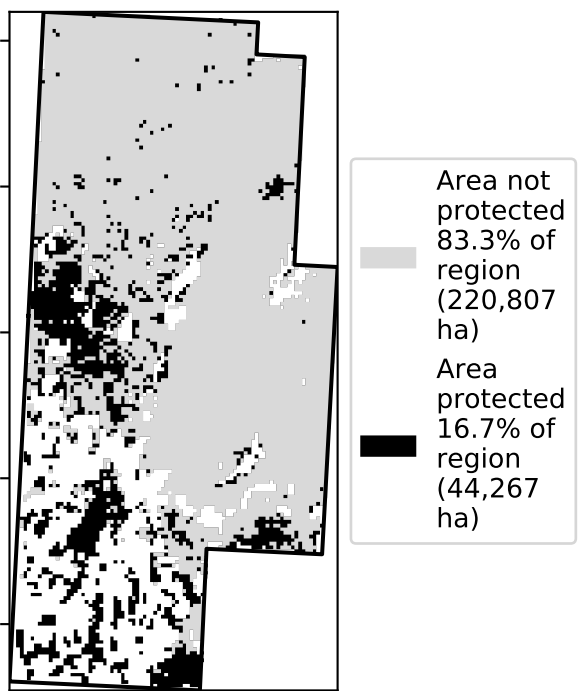 Area not
protected
83.3% of
region
(220,807
ha)
Area
protected
16.7% of
region
(44,267
ha)